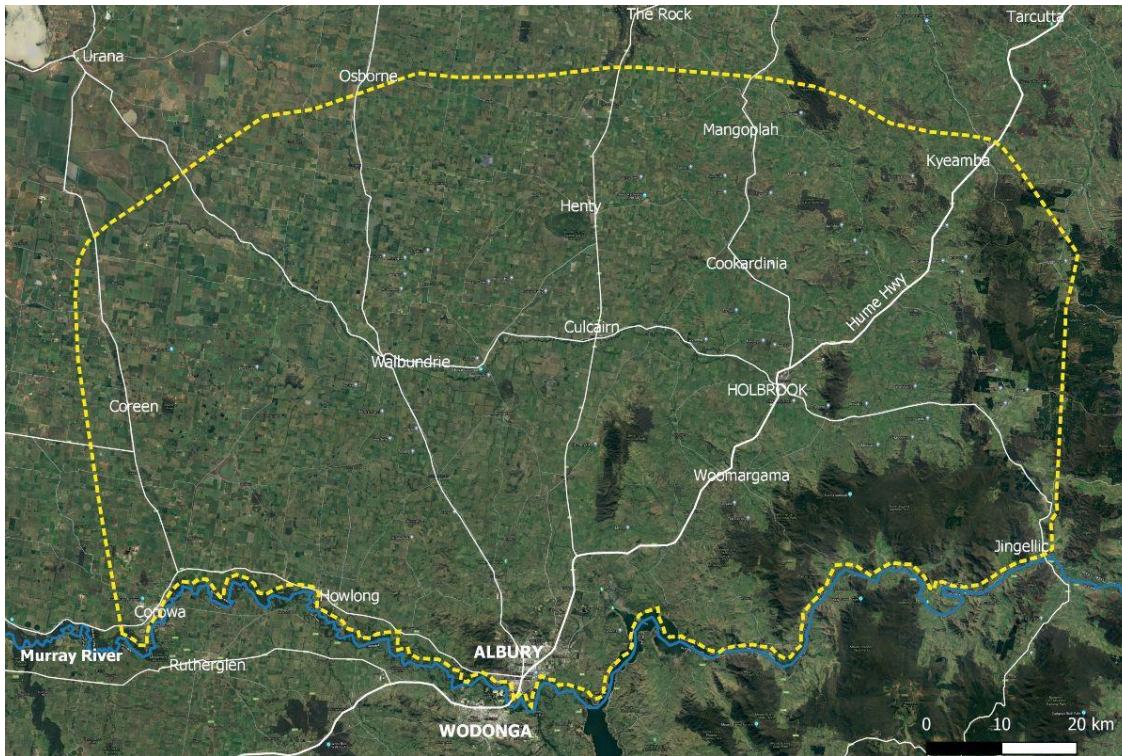 The Rock
Tarcutta
Urana
Osborne
Mangoplah
Kyeamba
Henty
Cookardinia
Hume Hwy
Culcairn
Walbundrie
HOLBROOK
Coreen
Woomargama
Jingellic
Howlong
Corowa
Murray River
Rutherglen
ALBURY
WODONGA
0 10 20 km